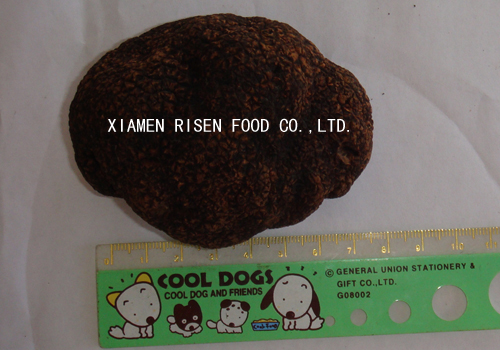 XIAMEN RISEN FOOD CO.,LTD.
COOL DOGS
COOL DOG AND FRIENDS
© GENERAL UNION STATIONERY &
GIFT CO.,LTD.
G08002